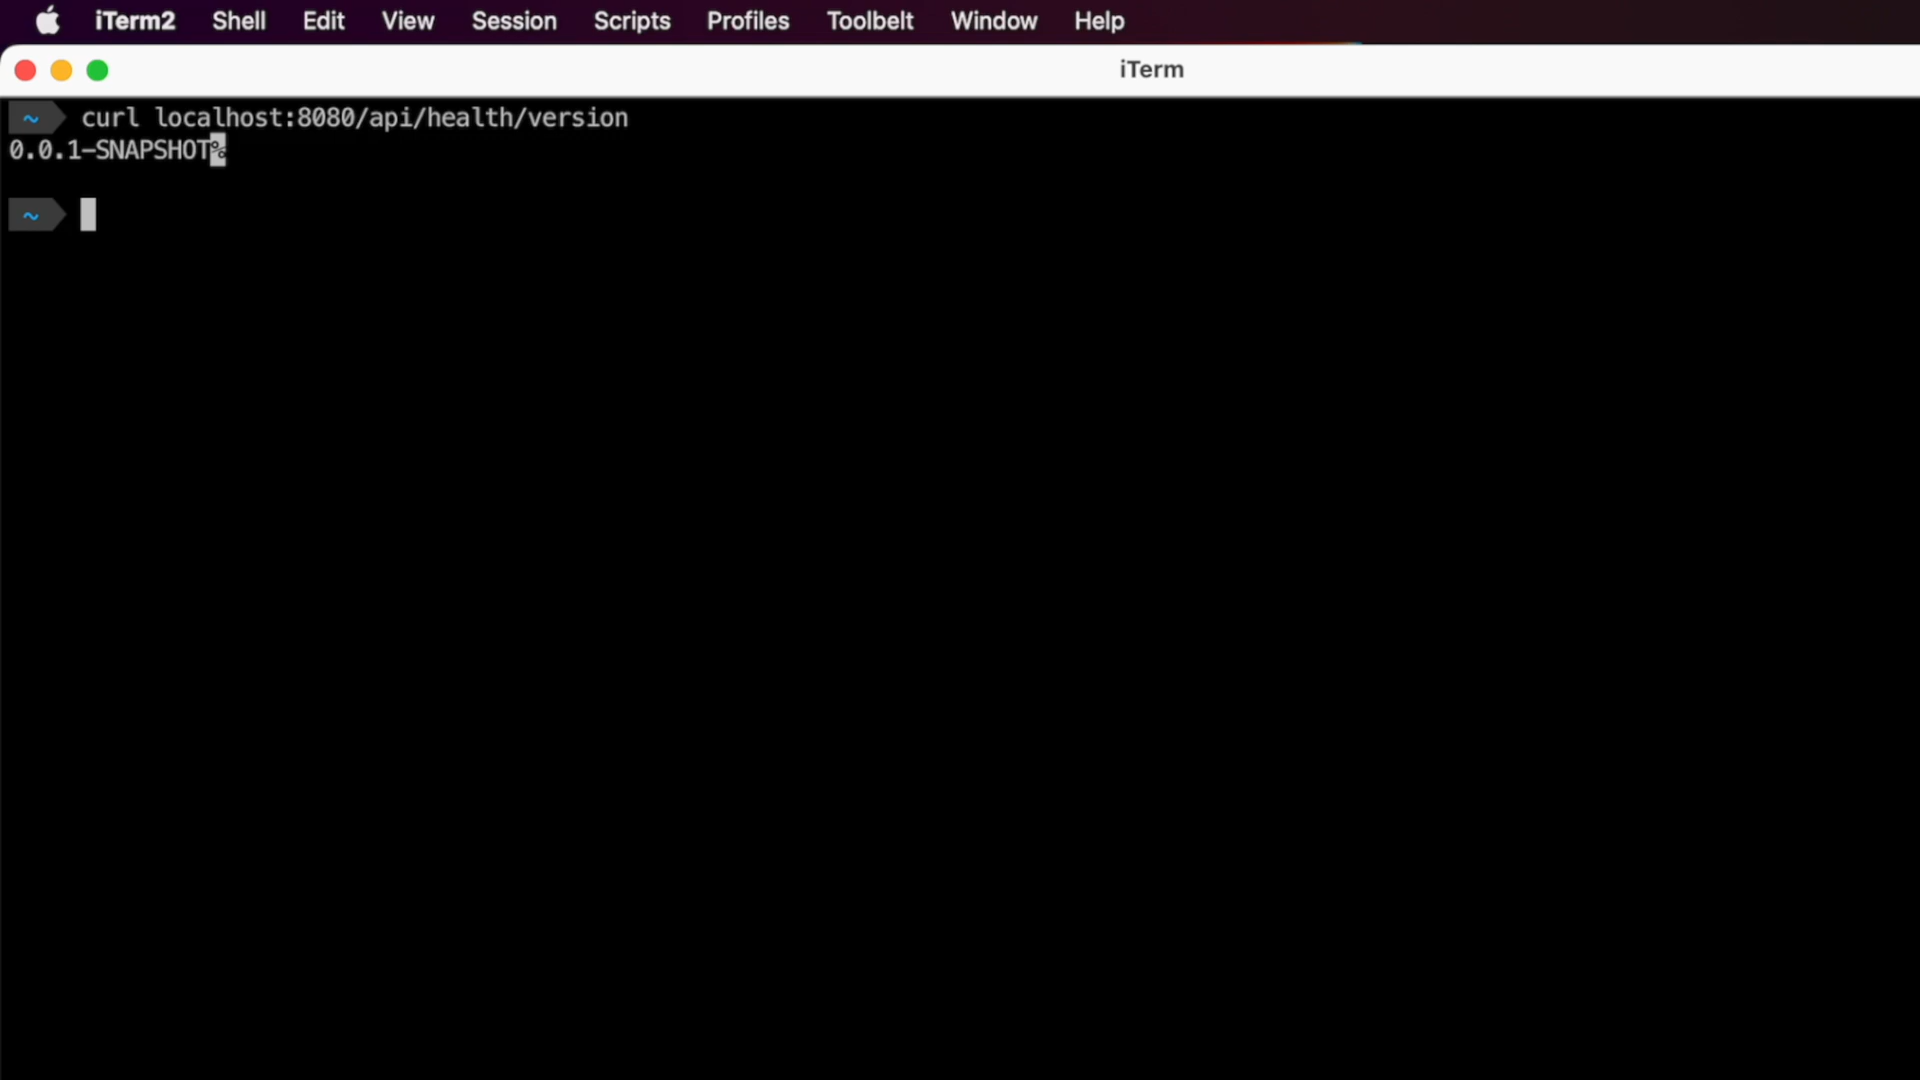 iTerm2 Shell Edit View Session Scripts Profiles Toolbelt Window Help
iTerm
~ curl localhost:8080/api/health/version
0.0.1-SNAPSHOT%
~